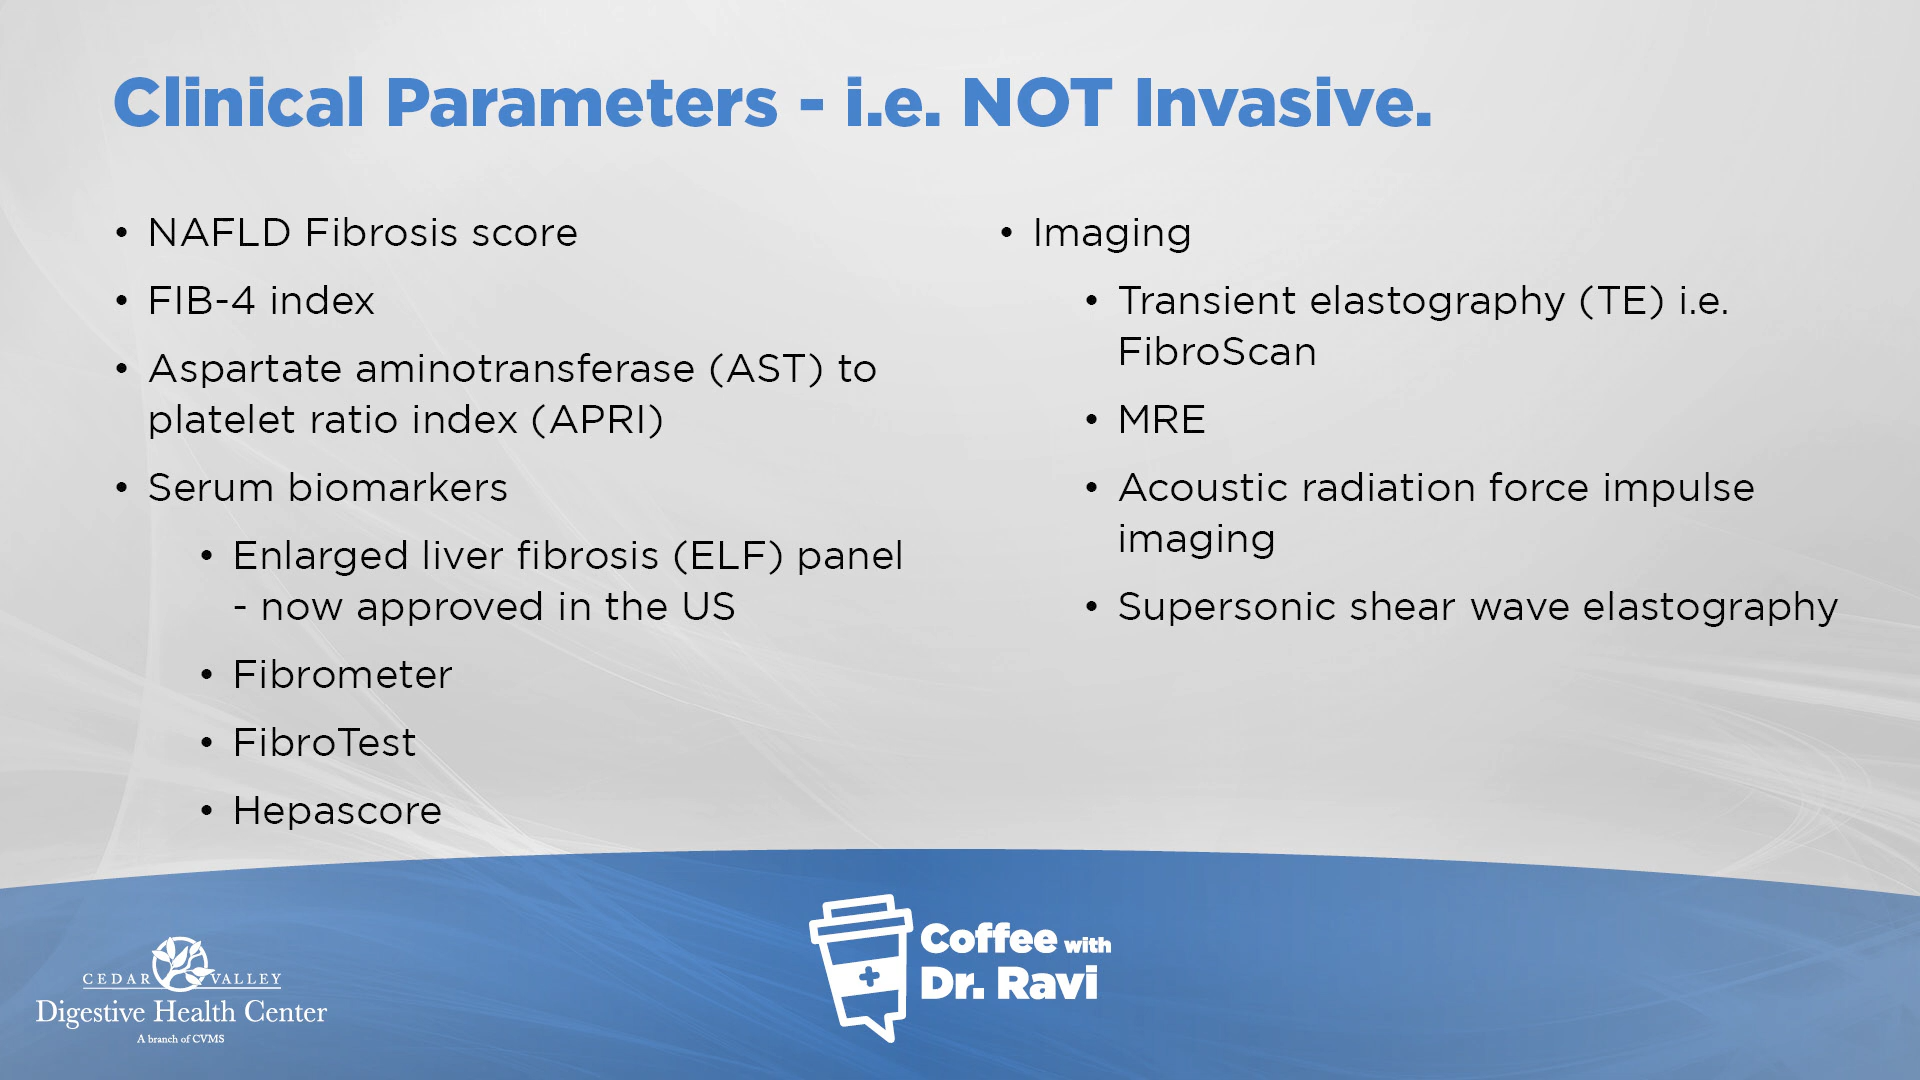 Clinical Parameters - i.e. NOT Invasive.
• NAFLD Fibrosis score
• FIB-4 index
• Aspartate aminotransferase (AST) to
platelet ratio index (APRI)
• Serum biomarkers
• Enlarged liver fibrosis (ELF) panel
- now approved in the US
• Fibrometer
• FibroTest
• Hepascore
• Imaging
• Transient elastography (TE) i.e.
FibroScan
• MRE
• Acoustic radiation force impulse
imaging
• Supersonic shear wave elastography
CEDAR VALLEY
Digestive Health Center
A branch of CVMS
Coffee with
Dr. Ravi